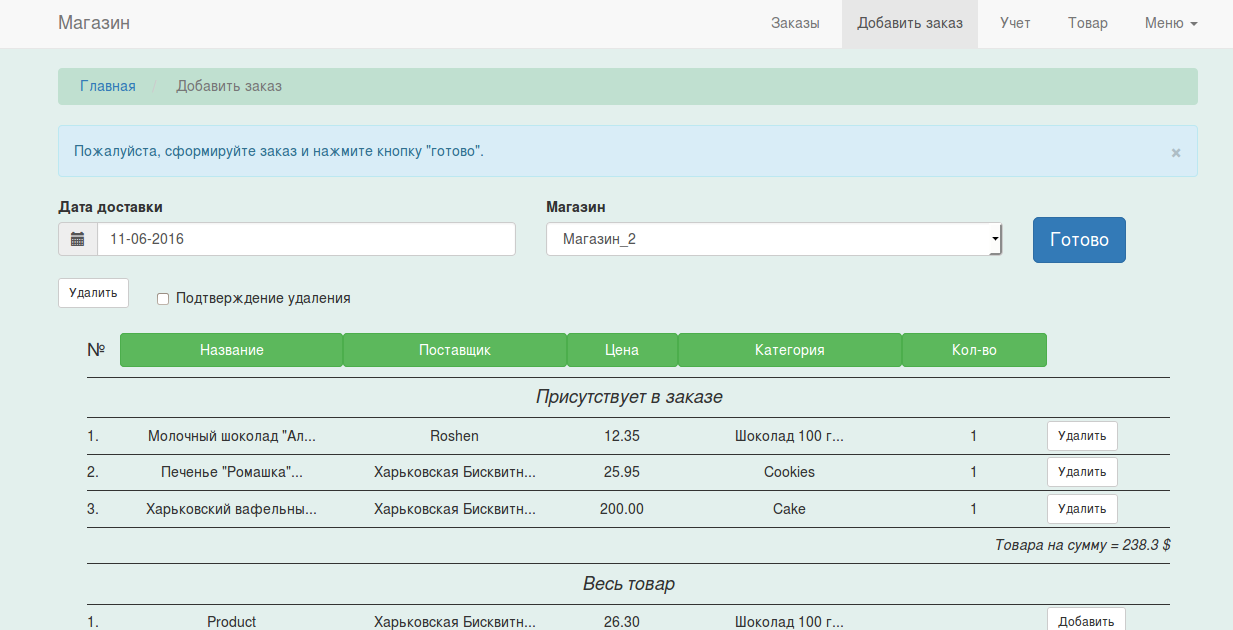 Магазин Заказы Добавить заказ Учет Товар Меню
Главная / Добавить заказ
Пожалуйста, сформируйте заказ и нажмите кнопку "готово". ×
Дата доставки Магазин
11-06-2016 Магазин_2 Готово
Удалить Подтверждение удаления
№ Название Поставщик Цена Категория Кол-во
Присутствует в заказе
1. Молочный шоколад "Ал... Roshen 12.35 Шоколад 100 г... 1 Удалить
2. Печенье "Ромашка"... Харьковская Бисквитн... 25.95 Cookies 1 Удалить
3. Харьковский вафельны... Харьковская Бисквитн... 200.00 Cake 1 Удалить
Товара на сумму = 238.3 $
Весь товар
1. Product Харьковская Бисквитн... 26.30 Шоколад 100 г... Добавить